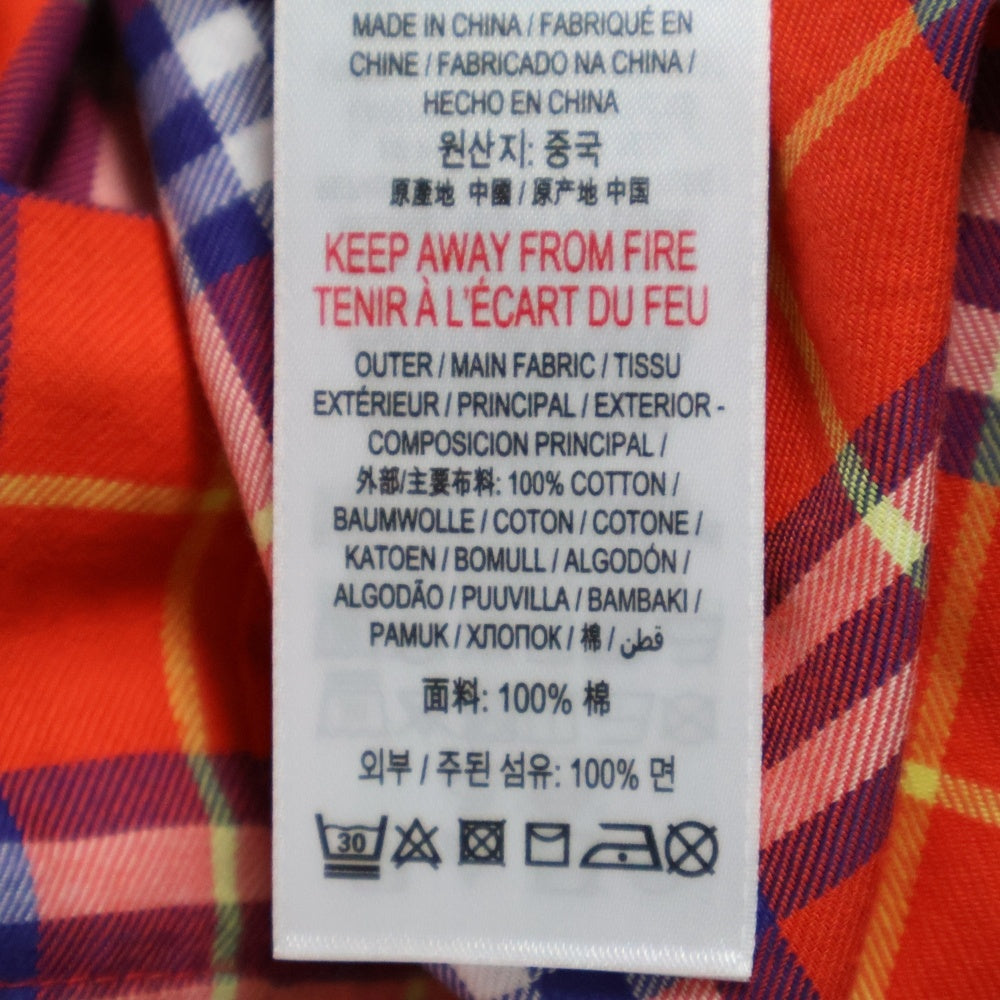 MADE IN CHINA / FABRIQUÉ EN
CHINE / FABRICADO NA CHINA /
HECHO EN CHINA
원산지: 중국
原產地 中國 / 原产地 中国
KEEP AWAY FROM FIRE
TENIR À L'ÉCART DU FEU
OUTER / MAIN FABRIC / TISSU
EXTÉRIEUR / PRINCIPAL / EXTERIOR -
COMPOSICION PRINCIPAL /
外部/主要布料: 100% COTTON /
BAUMWOLLE / COTON / COTONE /
KATOEN / BOMULL / ALGODÓN /
ALGODÃO / PUUVILLA / BAMBAKI /
PAMUK / ХЛОПОК / 棉 / قطن
面料: 100% 棉
외부 / 주된 섬유: 100% 면
30